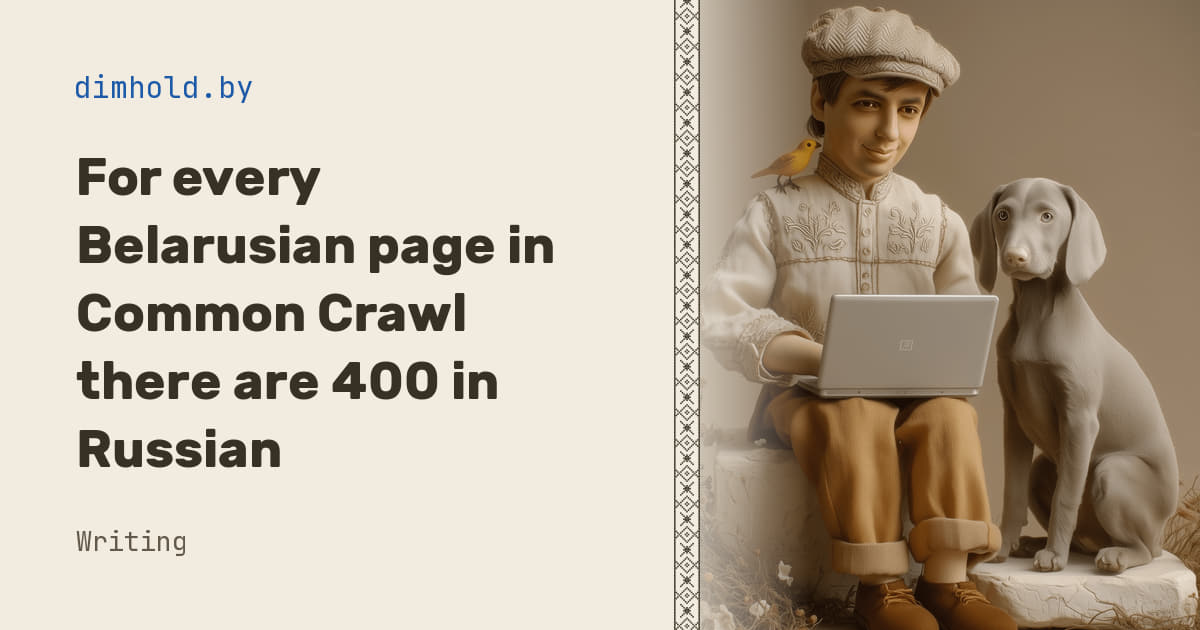 dimhold.by
For every
Belarusian page in
Common Crawl
there are 400 in
Russian
Writing